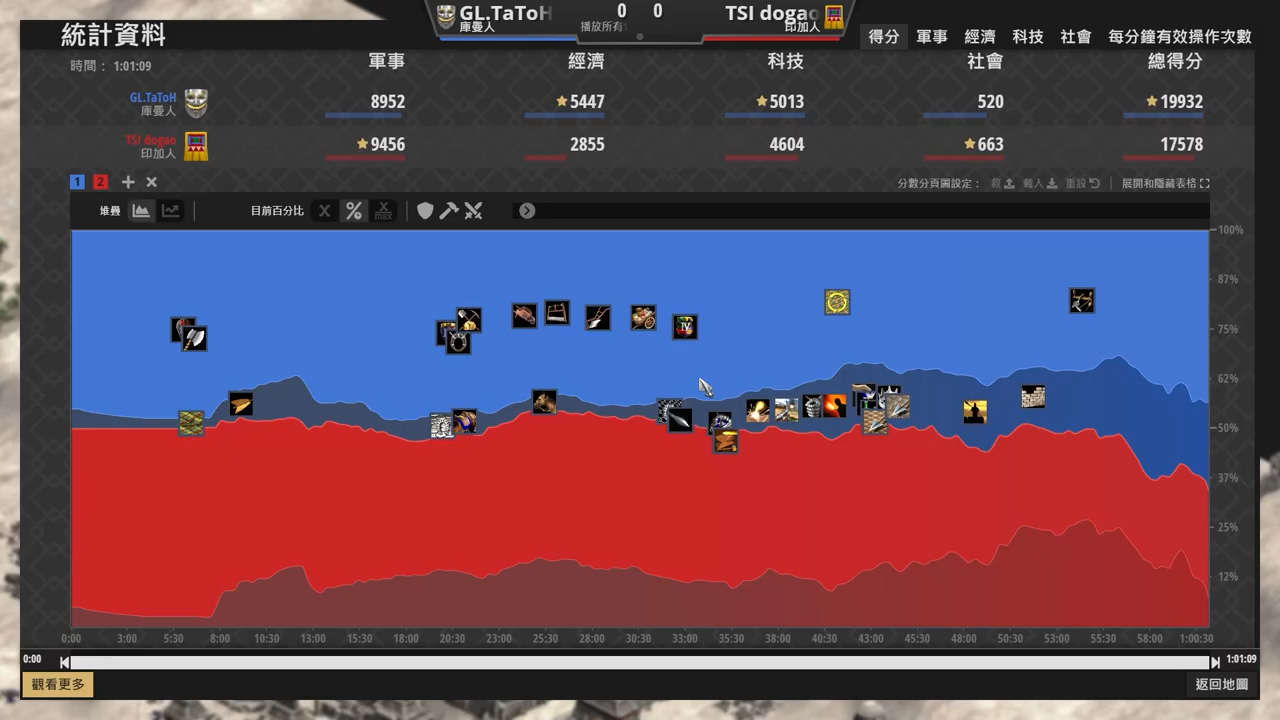 GL.TaToH 0 0 TSI dogao
庫曼人 播放所有 印加人
統計資料 得分 軍事 經濟 科技 社會 每分鐘有效操作次數
時間： 1:01:09 軍事 經濟 科技 社會 總得分
GL.TaToH 8952 5447 5013 520 19932
庫曼人
TSI dogao 9456 2855 4604 663 17578
印加人
1 2 分數分頁圖設定： 載入 重設 展開和隱藏表格
堆疊 目前百分比 X % X max
100%
87%
75%
62%
50%
37%
25%
12%
0:00 3:00 5:30 8:00 10:30 13:00 15:30 18:00 20:30 23:00 25:30 28:00 30:30 33:00 35:30 38:00 40:30 43:00 45:30 48:00 50:30 53:00 55:30 58:00 1:00:30
0:00 1:01:09
觀看更多 返回地圖